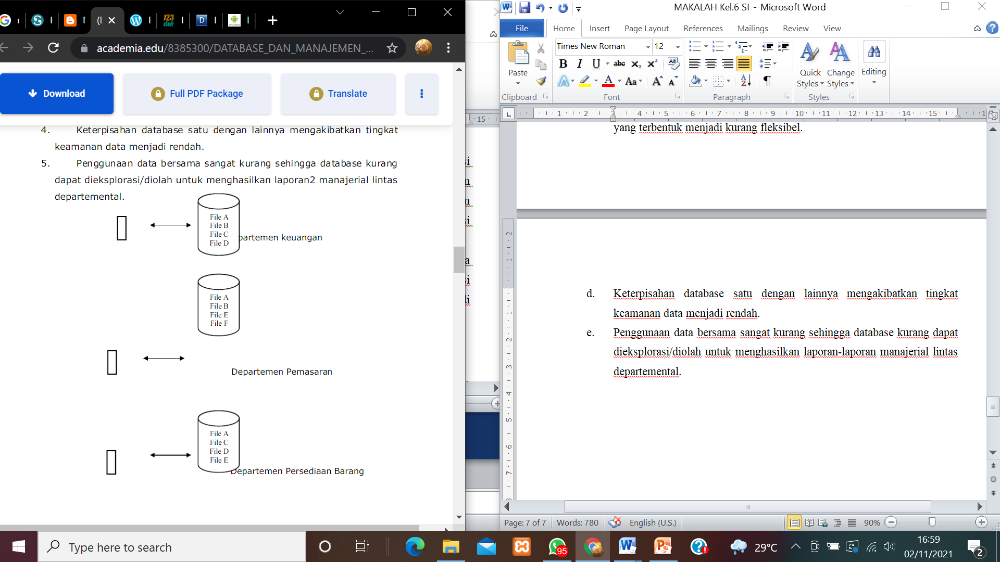 MAKALAH Kel.6 SI - Microsoft Word
File Home Insert Page Layout References Mailings Review View
academia.edu/8385300/DATABASE_DAN_MANAJEMEN_...
Download
Full PDF Package
Translate
4. Keterpisahan database satu dengan lainnya mengakibatkan tingkat
keamanan data menjadi rendah.
5. Penggunaan data bersama sangat kurang sehingga database kurang
dapat dieksplorasi/diolah untuk menghasilkan laporan2 manajerial lintas
departemental.
File A
File B
File C
File D
partemen keuangan
File A
File B
File E
File F
Departemen Pemasaran
File A
File C
File D
File E
Departemen Persediaan Barang
Times New Roman 12
Paste
Clipboard
Font
Paragraph
Quick Styles
Change Styles
Styles
Editing
yang terbentuk menjadi kurang fleksibel.
d. Keterpisahan database satu dengan lainnya mengakibatkan tingkat
keamanan data menjadi rendah.
e. Penggunaan data bersama sangat kurang sehingga database kurang dapat
dieksplorasi/diolah untuk menghasilkan laporan-laporan manajerial lintas
departemental.
Page: 7 of 7 Words: 780 English (U.S.) 90%
Type here to search
95
29°C
16:59
02/11/2021
2